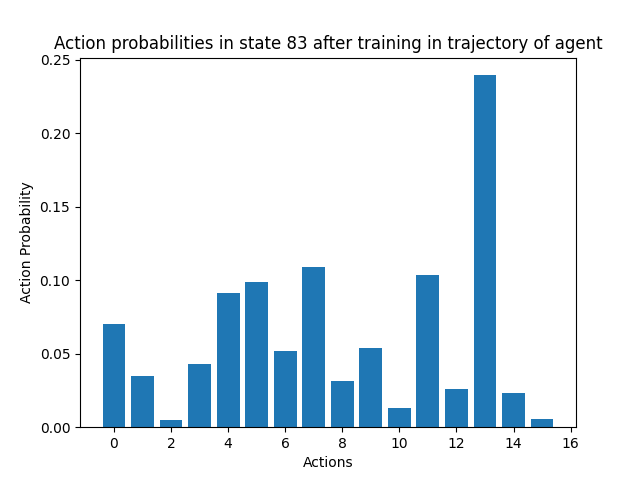 Action probabilities in state 83 after training in trajectory of agent
0.25
0.20
0.15
0.10
0.05
0.00
Action Probability
0 2 4 6 8 10 12 14 16
Actions